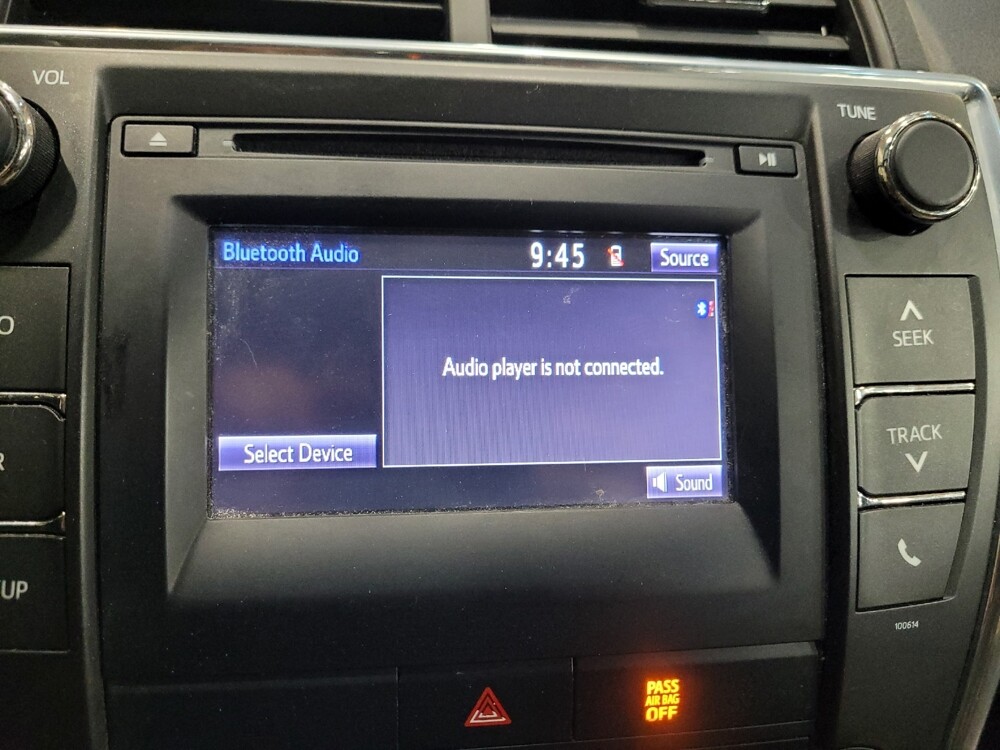 VOL
TUNE
Bluetooth Audio
9:45
Source
Audio player is not connected.
Select Device
Sound
SEEK
TRACK
O
R
UP
100614
PASS
AIR BAG
OFF